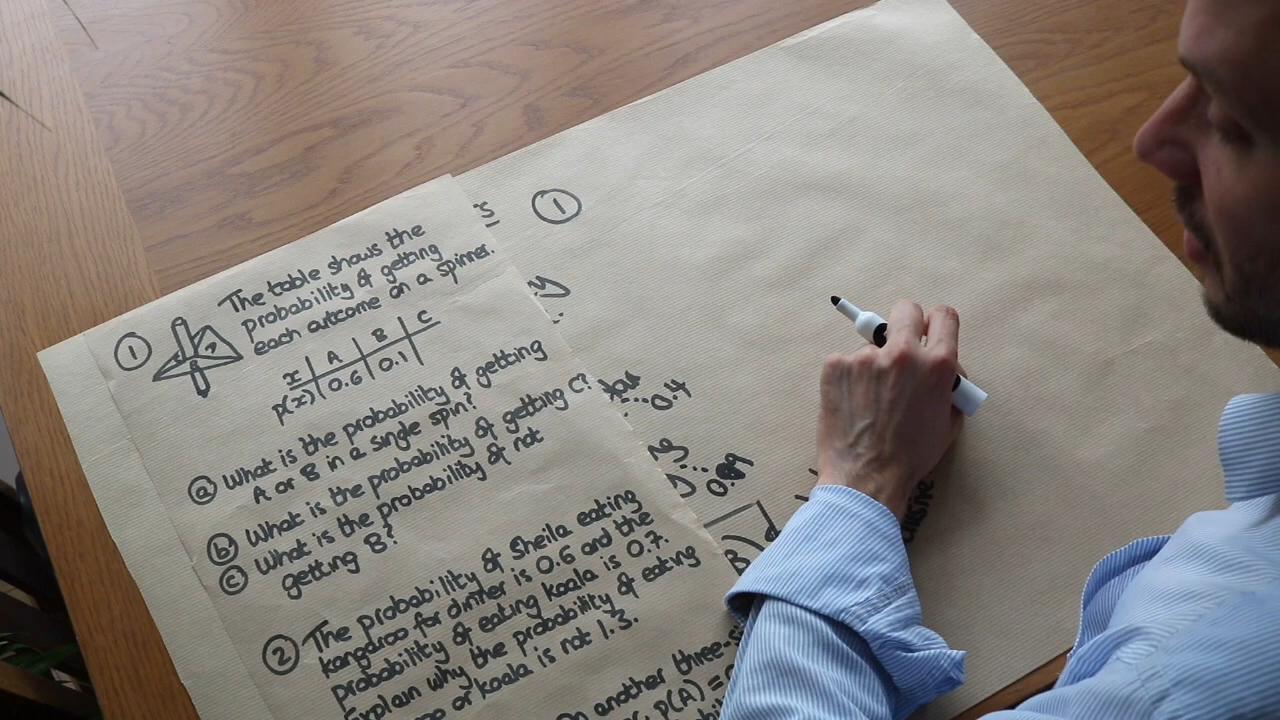 ① The table shows the
probability of getting
each outcome on a spinner.
x | A | B | C
p(x) | 0.6 | 0.1 |
ⓐ What is the probability of getting
A or B in a single spin?
ⓑ What is the probability of getting C?
ⓒ What is the probability of not
getting B?
② The probability of Sheila eating
kangaroo for dinner is 0.6 and the
probability of eating koala is 0.7.
Explain why the probability of eating
or koala is not 1.3.
on another three-
P(A) =
①
0.4
B